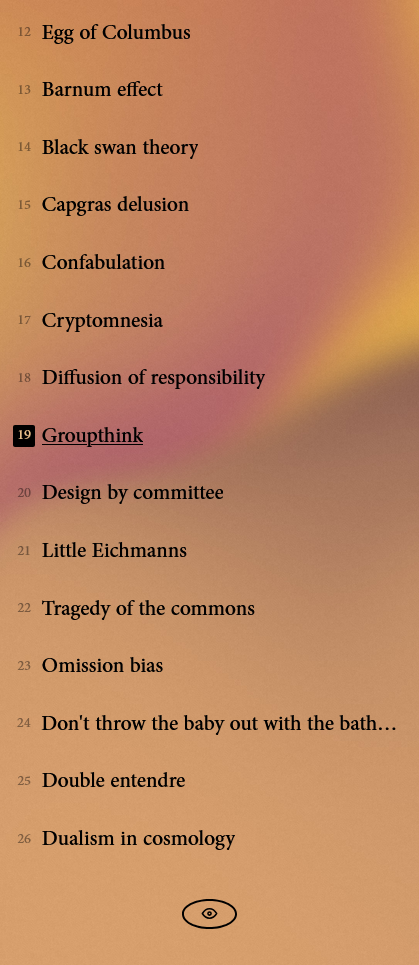 12 Egg of Columbus
13 Barnum effect
14 Black swan theory
15 Capgras delusion
16 Confabulation
17 Cryptomnesia
18 Diffusion of responsibility
19 Groupthink
20 Design by committee
21 Little Eichmanns
22 Tragedy of the commons
23 Omission bias
24 Don't throw the baby out with the bath…
25 Double entendre
26 Dualism in cosmology